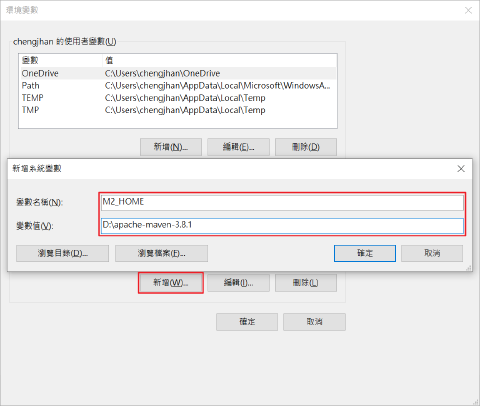 環境變數
chengjhan 的使用者變數(U)
變數 值
OneDrive C:\Users\chengjhan\OneDrive
Path C:\Users\chengjhan\AppData\Local\Microsoft\WindowsA...
TEMP C:\Users\chengjhan\AppData\Local\Temp
TMP C:\Users\chengjhan\AppData\Local\Temp
新增(N)... 編輯(E)... 刪除(D)
新增系統變數
變數名稱(N): M2_HOME
變數值(V): D:\apache-maven-3.8.1
瀏覽目錄(D)... 瀏覽檔案(F)... 確定 取消
新增(W)... 編輯(I)... 刪除(L)
確定 取消